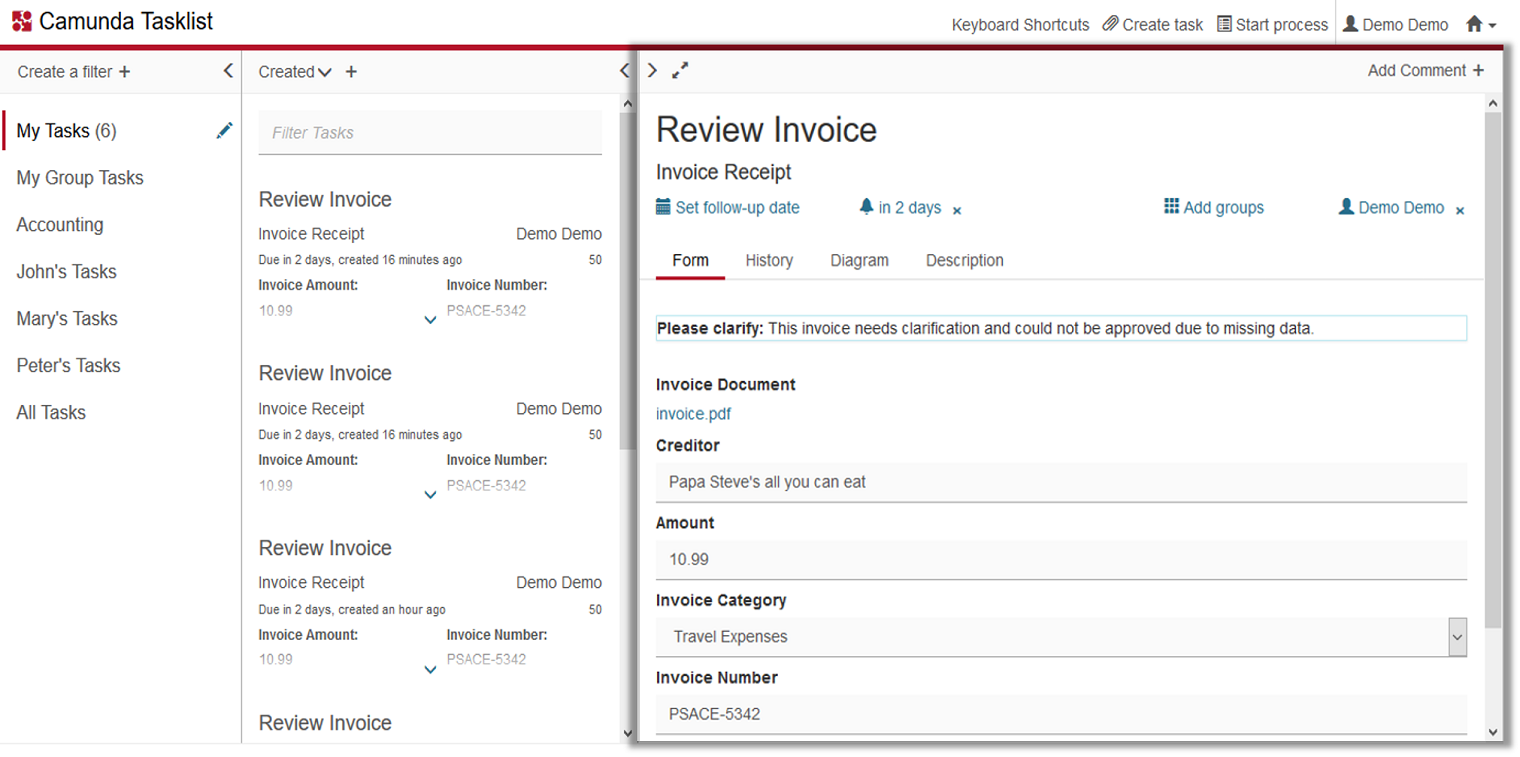 Camunda Tasklist
Keyboard Shortcuts Create task Start process Demo Demo
Create a filter +
My Tasks (6)
My Group Tasks
Accounting
John's Tasks
Mary's Tasks
Peter's Tasks
All Tasks
Created +
Filter Tasks
Review Invoice
Invoice Receipt Demo Demo
Due in 2 days, created 16 minutes ago 50
Invoice Amount: Invoice Number:
10.99 PSACE-5342
Review Invoice
Invoice Receipt Demo Demo
Due in 2 days, created 16 minutes ago 50
Invoice Amount: Invoice Number:
10.99 PSACE-5342
Review Invoice
Invoice Receipt Demo Demo
Due in 2 days, created an hour ago 50
Invoice Amount: Invoice Number:
10.99 PSACE-5342
Review Invoice
Add Comment +
Review Invoice
Invoice Receipt
Set follow-up date in 2 days × Add groups Demo Demo ×
Form History Diagram Description
Please clarify: This invoice needs clarification and could not be approved due to missing data.
Invoice Document
invoice.pdf
Creditor
Papa Steve's all you can eat
Amount
10.99
Invoice Category
Travel Expenses
Invoice Number
PSACE-5342